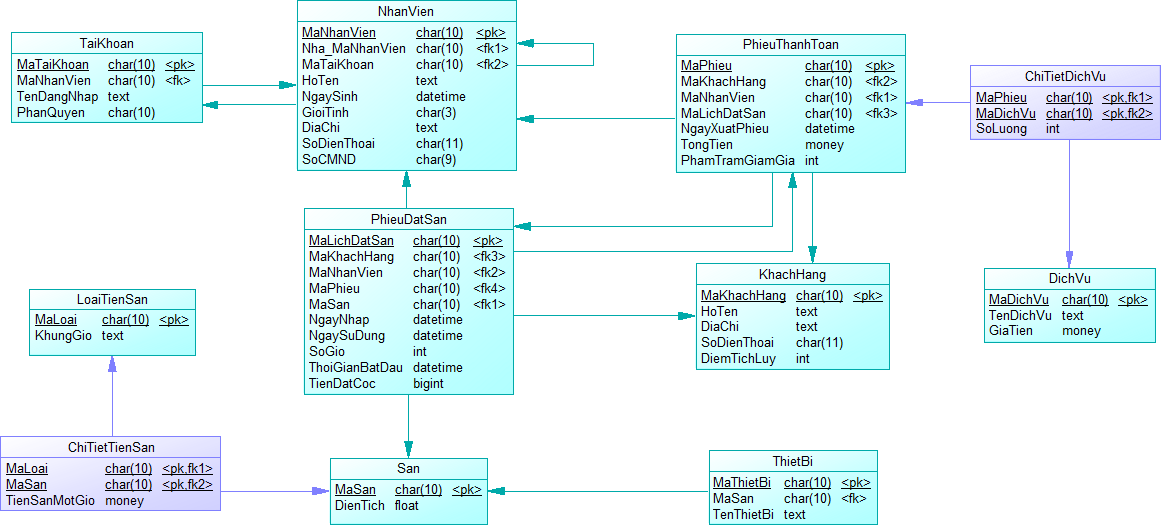 NhanVien
MaNhanVien char(10) <pk>
Nha_MaNhanVien char(10) <fk1>
MaTaiKhoan char(10) <fk2>
HoTen text
NgaySinh datetime
GioiTinh char(3)
DiaChi text
SoDienThoai char(11)
SoCMND char(9)
TaiKhoan
MaTaiKhoan char(10) <pk>
MaNhanVien char(10) <fk>
TenDangNhap text
PhanQuyen char(10)
PhieuThanhToan
MaPhieu char(10) <pk>
MaKhachHang char(10) <fk2>
MaNhanVien char(10) <fk1>
MaLichDatSan char(10) <fk3>
NgayXuatPhieu datetime
TongTien money
PhamTramGiamGia int
ChiTietDichVu
MaPhieu char(10) <pk,fk1>
MaDichVu char(10) <pk,fk2>
SoLuong int
PhieuDatSan
MaLichDatSan char(10) <pk>
MaKhachHang char(10) <fk3>
MaNhanVien char(10) <fk2>
MaPhieu char(10) <fk4>
MaSan char(10) <fk1>
NgayNhap datetime
NgaySuDung datetime
SoGio int
ThoiGianBatDau datetime
TienDatCoc bigint
KhachHang
MaKhachHang char(10) <pk>
HoTen text
DiaChi text
SoDienThoai char(11)
DiemTichLuy int
DichVu
MaDichVu char(10) <pk>
TenDichVu text
GiaTien money
LoaiTienSan
MaLoai char(10) <pk>
KhungGio text
ChiTietTienSan
MaLoai char(10) <pk,fk1>
MaSan char(10) <pk,fk2>
TienSanMotGio money
San
MaSan char(10) <pk>
DienTich float
ThietBi
MaThietBi char(10) <pk>
MaSan char(10) <fk>
TenThietBi text